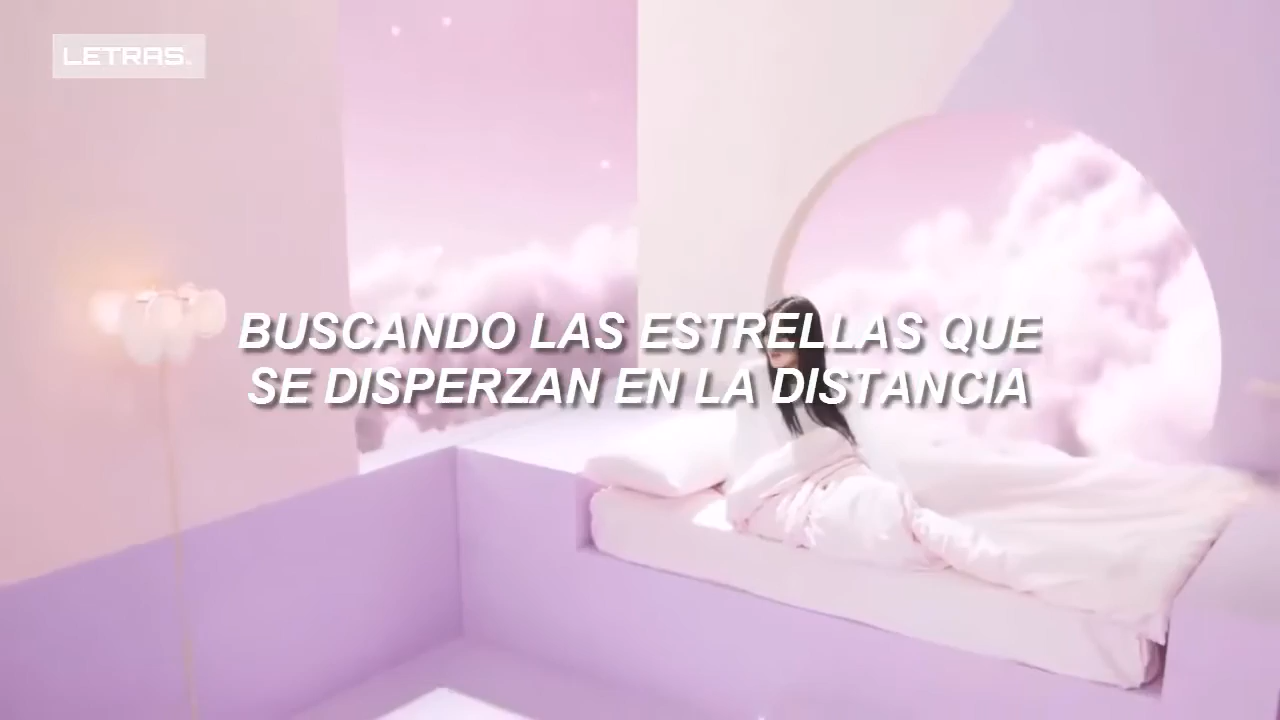 LETRAS.
BUSCANDO LAS ESTRELLAS QUE
SE DISPERZAN EN LA DISTANCIA